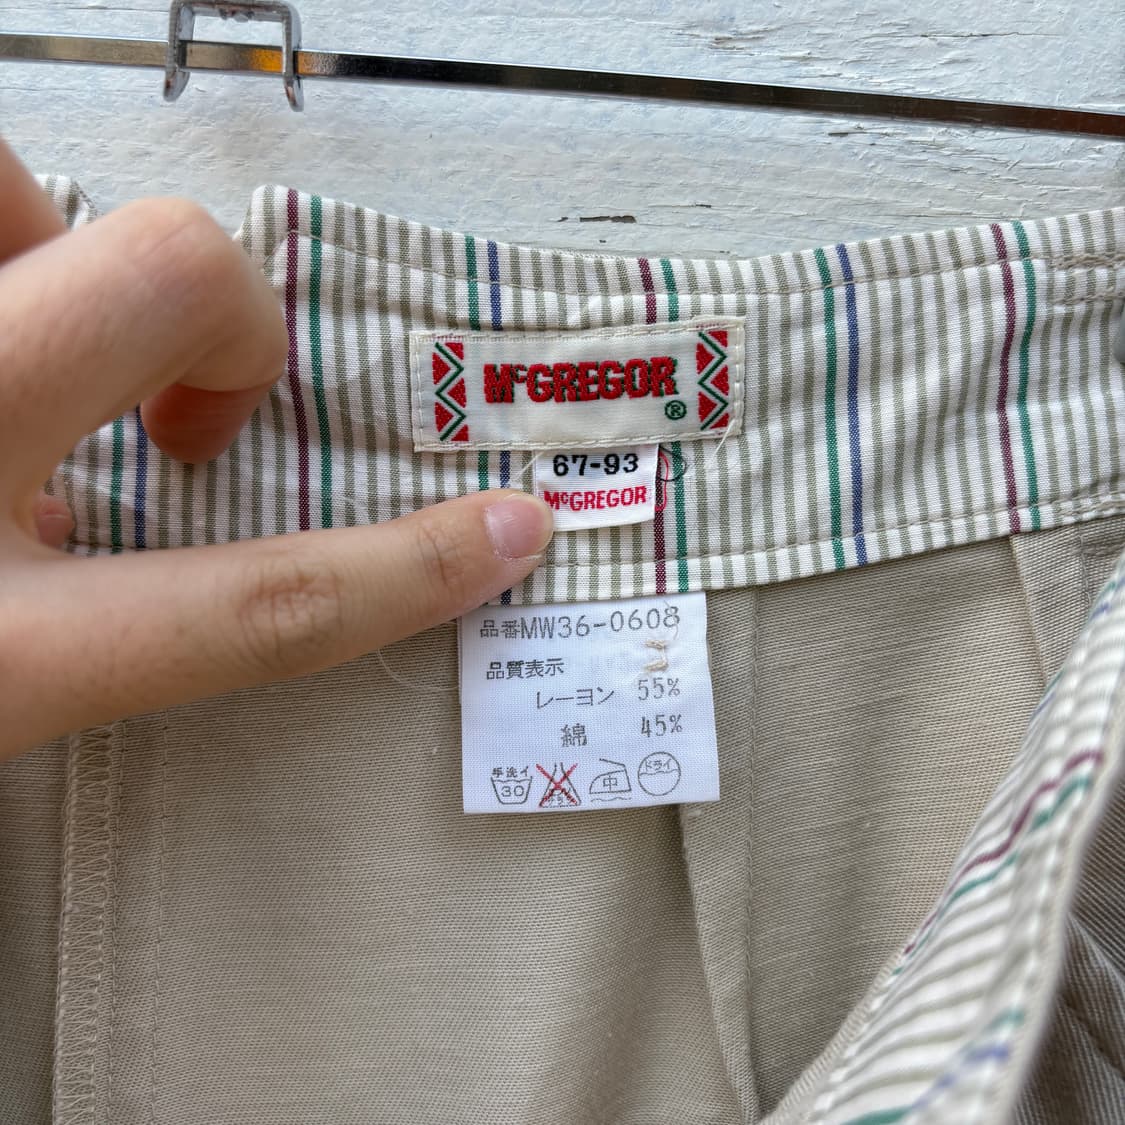 McGREGOR
®
67-93
McGREGOR
品番MW36-0608
品質表示
レーヨン 55%
綿 45%
手洗イ
30
中
ドライ